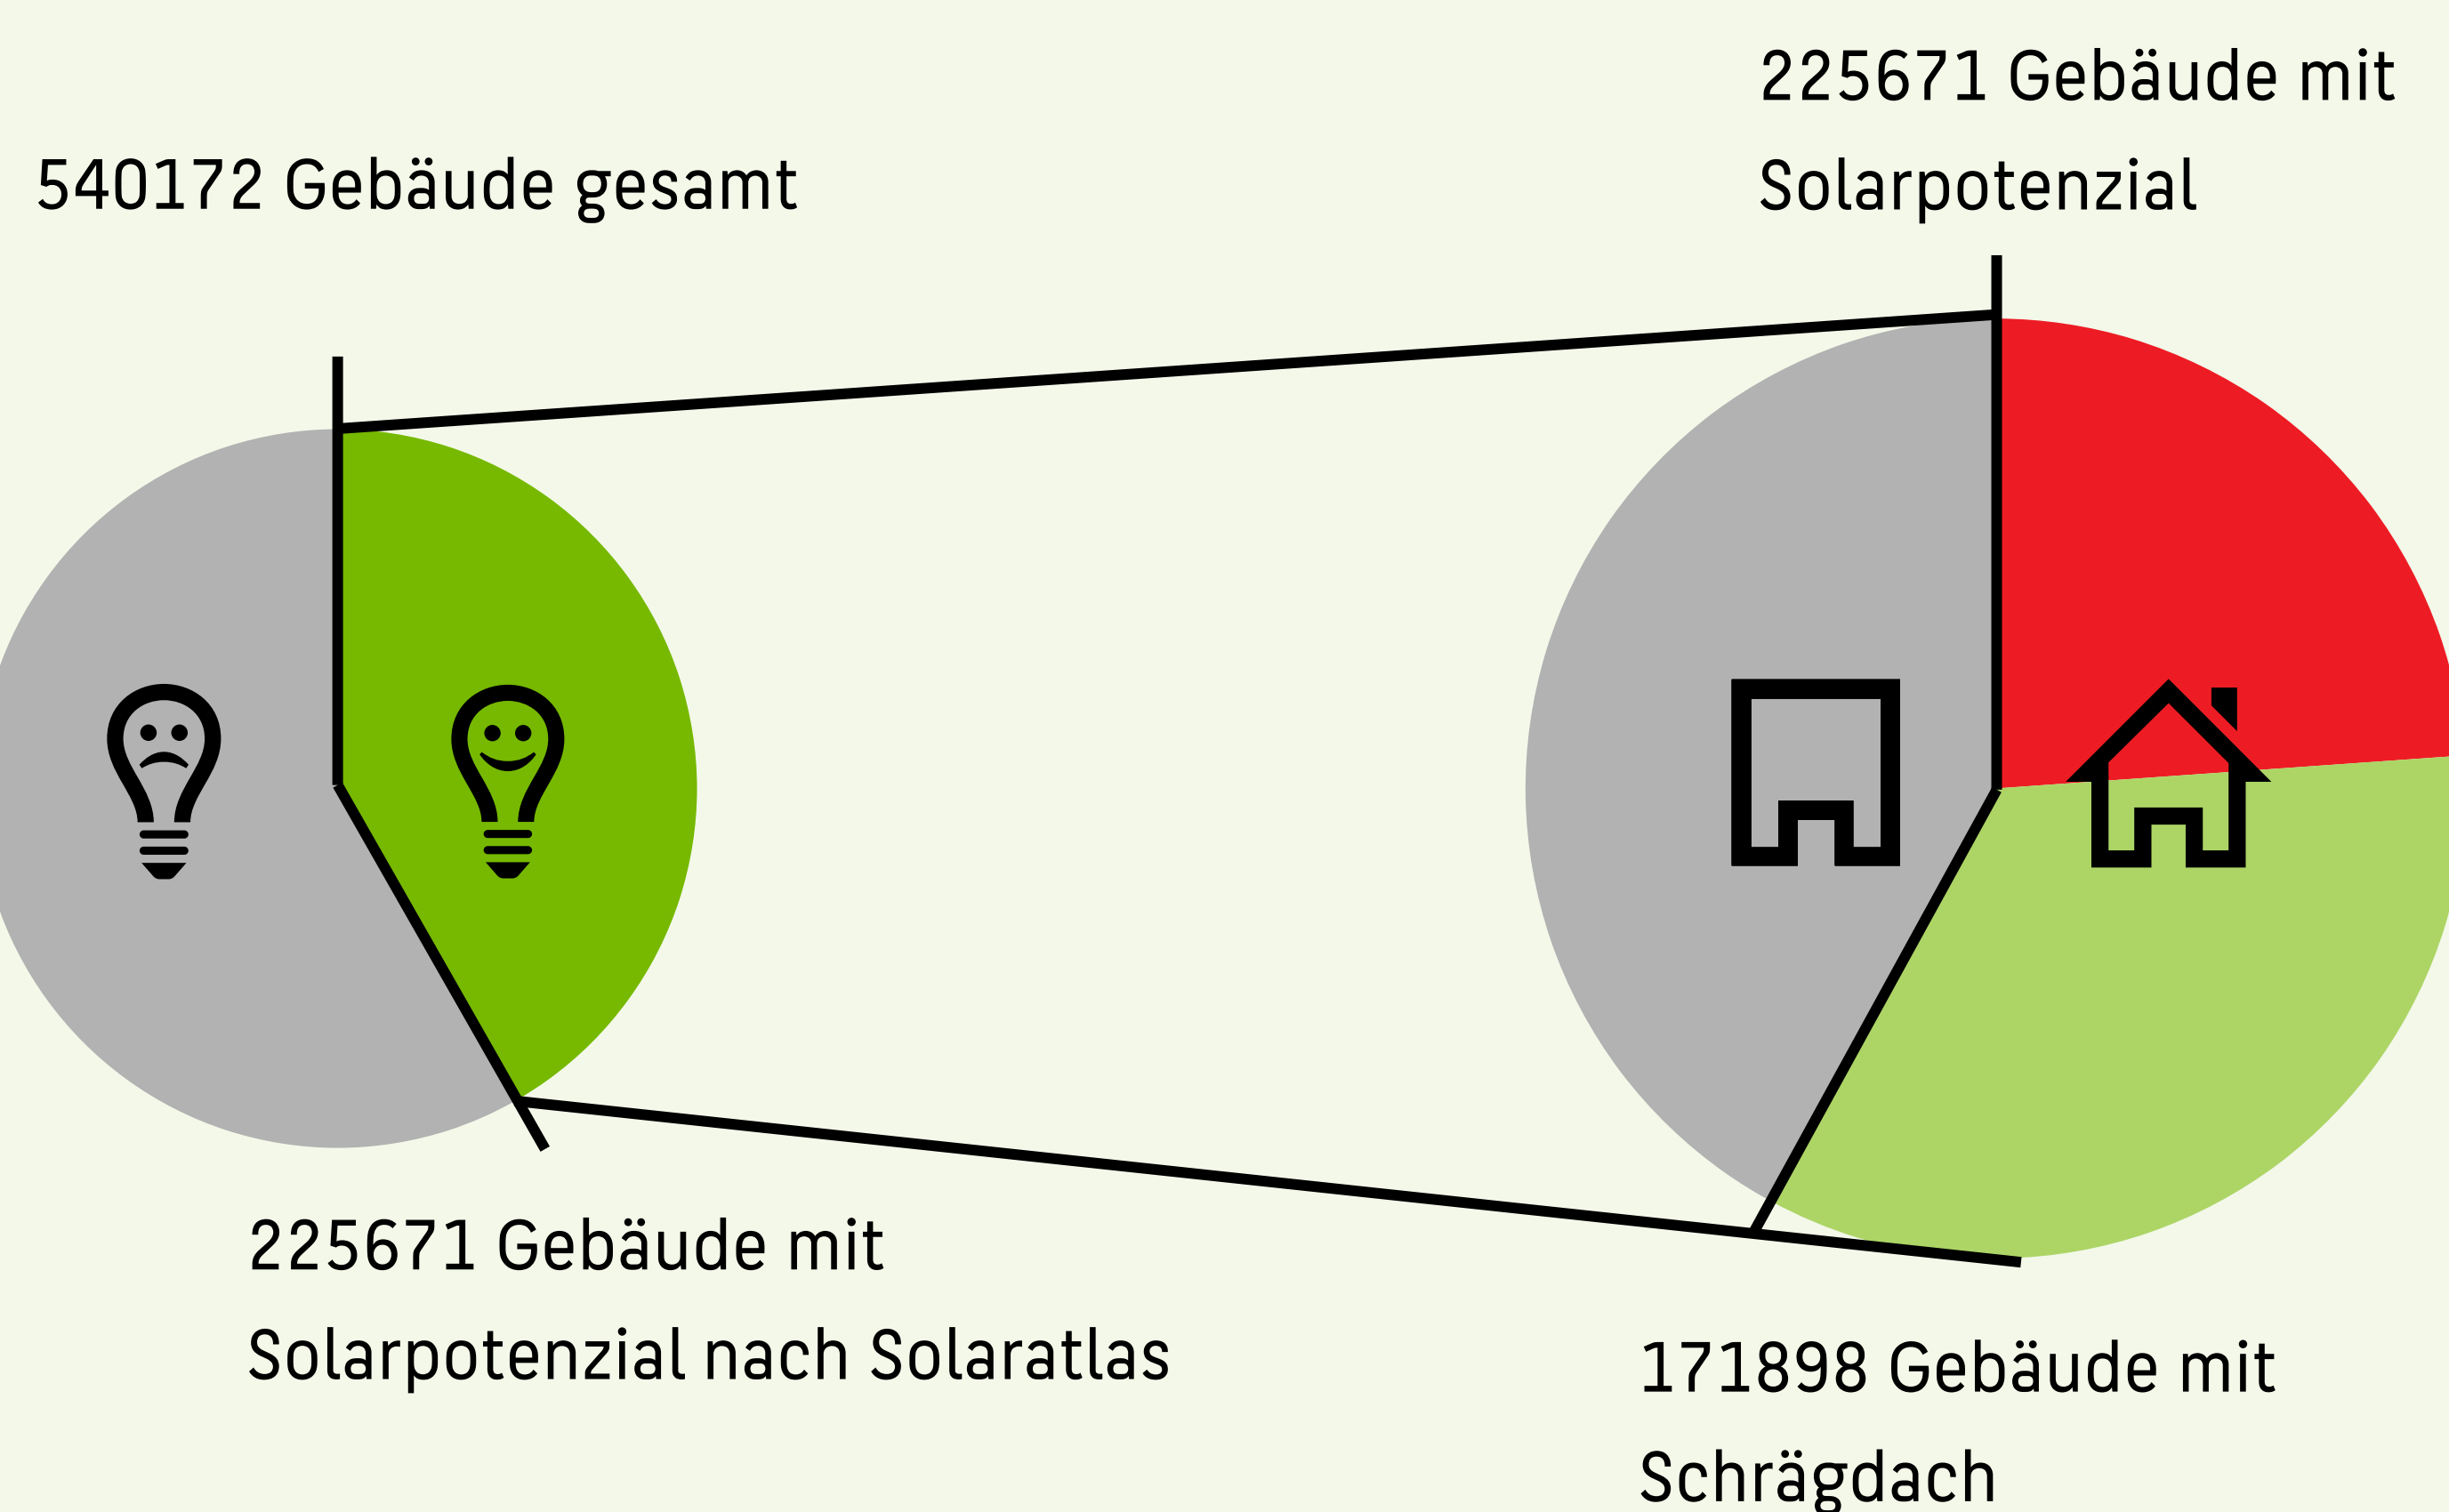 540172 Gebäude gesamt
225671 Gebäude mit
Solarpotenzial
225671 Gebäude mit
Solarpotenzial nach Solaratlas
171898 Gebäude mit
Schrägdach